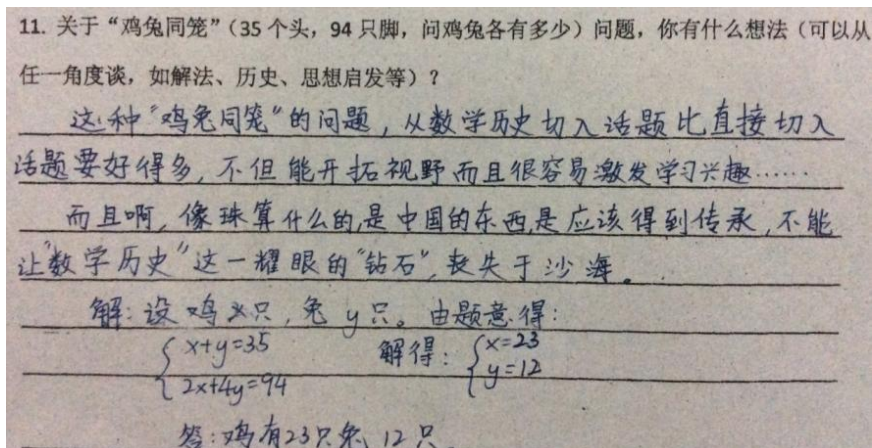 11. 关于“鸡兔同笼”(35 个头，94 只脚，问鸡兔各有多少）问题，你有什么想法（可以从
任一角度谈，如解法、历史、思想启发等）？
这种“鸡兔同笼”的问题，从数学历史切入话题比直接切入
话题要好得多，不但能开拓视野而且很容易激发学习兴趣……
而且啊，像珠算什么的，是中国的东西，是应该得到传承，不能
让“数学历史”这一耀眼的“钻石”，丧失于沙海。
解：设鸡x只，兔y只。由题意得：
x+y=35 解得： x=23
2x+4y=94 y=12
答：鸡有23只兔12只